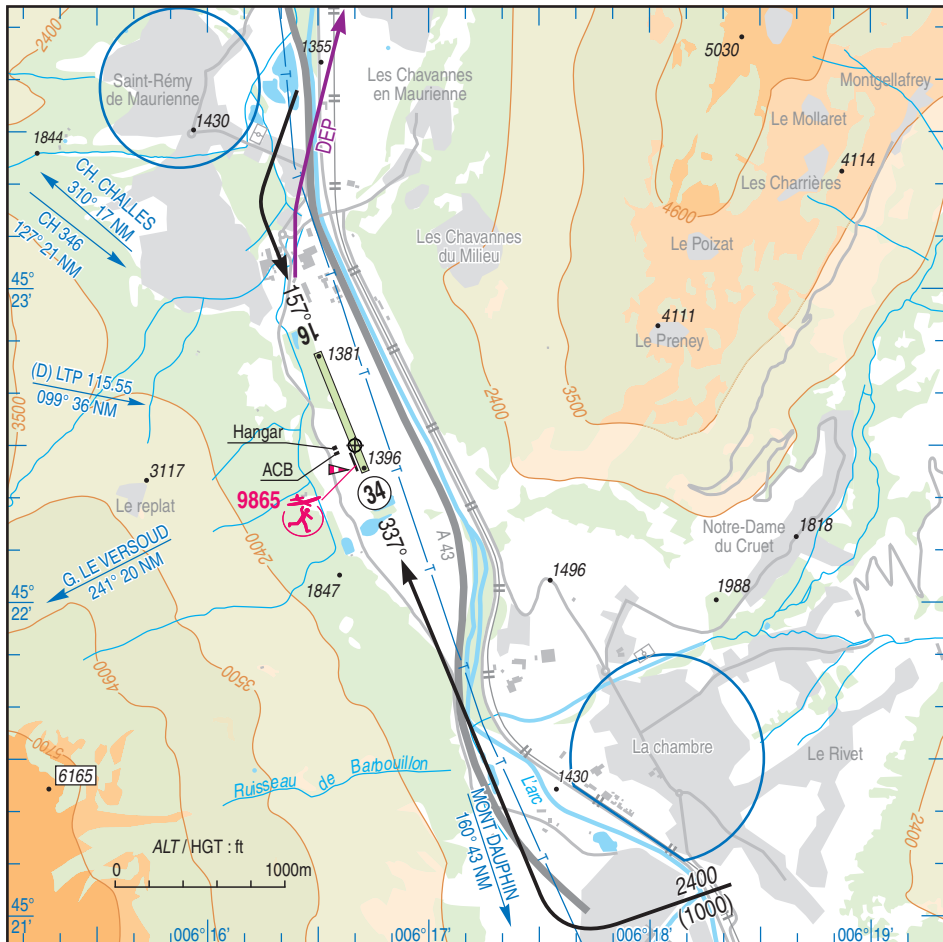 2400
Saint-Rémy
de Maurienne
1430
1844
1355
Les Chavannes
en Maurienne
DEP
5030
Montgellafrey
Le Mollaret
4114
Les Charrières
4600
Le Poizat
Les Chavannes
du Milieu
4111
Le Preney
CH. CHALLES
310° 17 NM
CH 346
127° 21 NM
45°
23'
157°
16
1381
2400
3500
(D) LTP 115.55
099° 36 NM
3500
Hangar
ACB
1396
34
9865
3117
Le replat
2400
337°
A 43
Notre-Dame
du Cruet
1818
G. LE VERSOUD
241° 20 NM
45°
22'
1847
1496
1988
4600
3500
5700
6165
Ruisseau de Barbouillon
La chambre
Le Rivet
1430
L'arc
MONT DAUPHIN
160° 43 NM
2400
ALT / HGT : ft
0 1000m
2400
(1000)
45°
21'
006°16'
006°17'
006°18'
006°19'
T
T
T
T
T
T